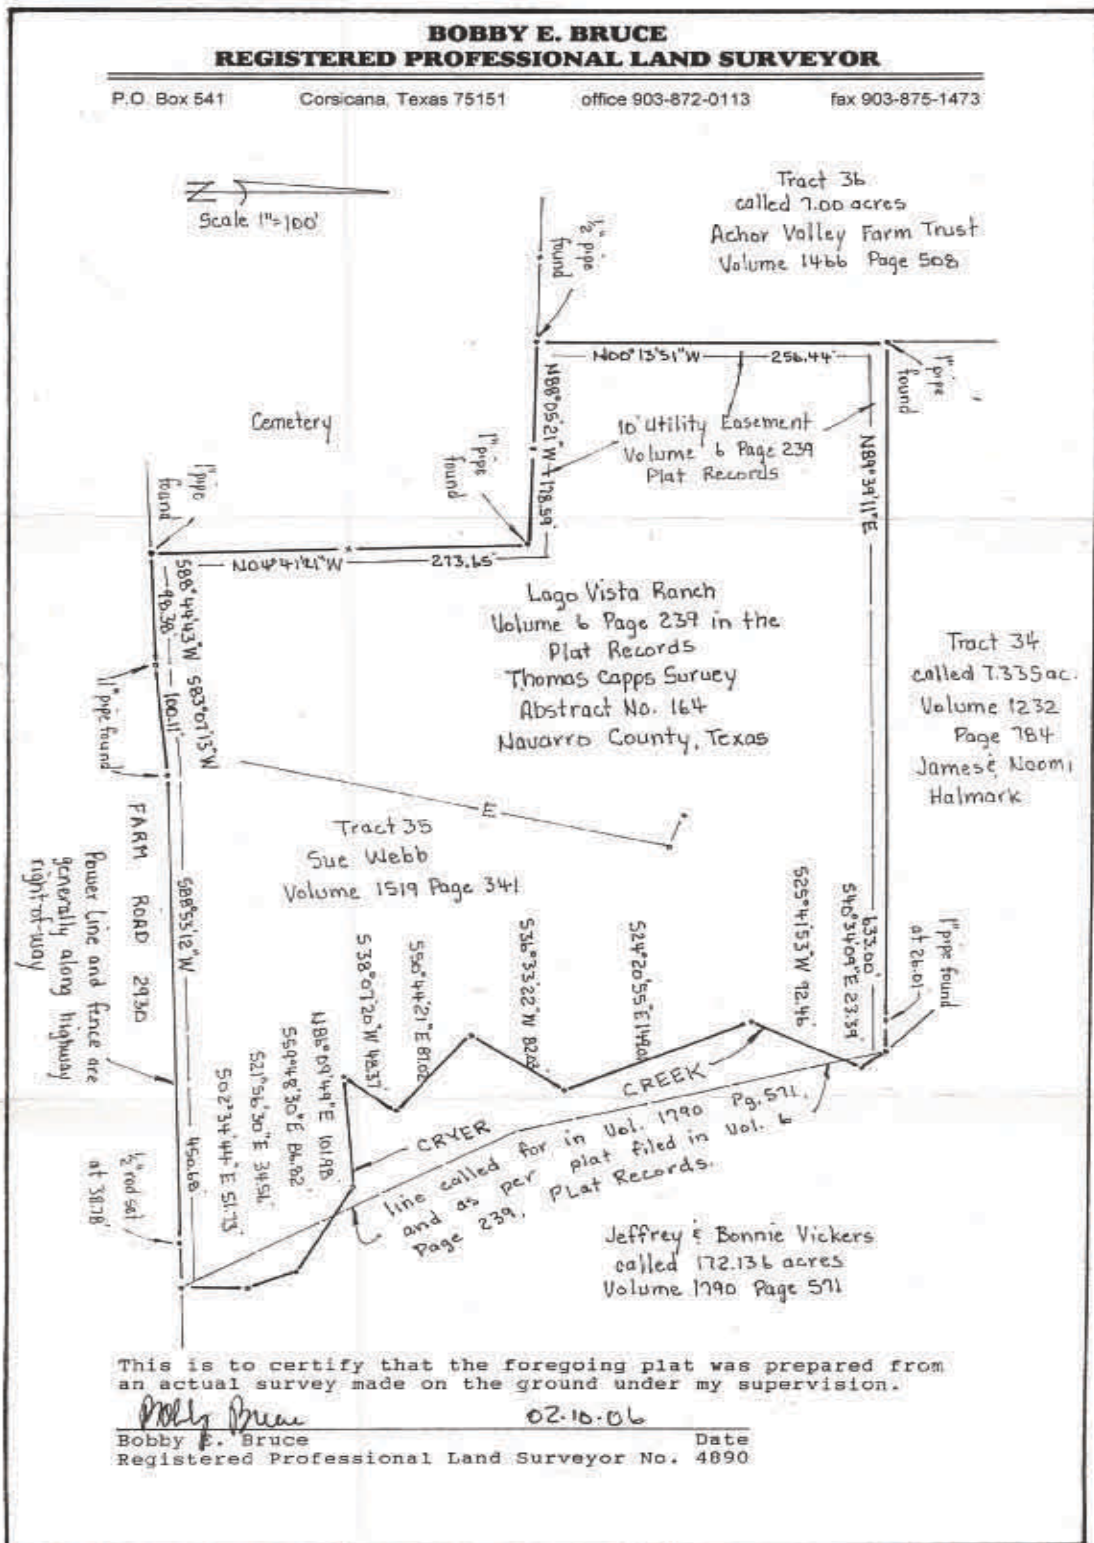 BOBBY E. BRUCE
REGISTERED PROFESSIONAL LAND SURVEYOR
P.O. Box 541 Corsicana, Texas 75151 office 903-872-0113 fax 903-875-1473
N
Scale 1"=100'
Tract 36
called 7.00 acres
Achor Valley Farm Trust
Volume 1466 Page 508
1/2" pipe
found
N00°13'51"W 256.44'
1" pipe
found
Cemetery
1" pipe
found
N88°05'21"W 178.59'
10' Utility Easement
Volume 6 Page 239
Plat Records
N89°39'11"E
633.00'
1" pipe
found
N04°41'21"W 273.65'
S88°44'43"W
98.38'
S83°07'13"W
100.11'
1" pipe found
Lago Vista Ranch
Volume 6 Page 239 in the
Plat Records
Thomas Capps Survey
Abstract No. 164
Navarro County, Texas
Tract 34
called 7.335ac.
Volume 1232
Page 784
James & Naomi
Halmark
E
Tract 35
Sue Webb
Volume 1519 Page 341
FARM ROAD 2930
Power Line and fence are
generally along highway
right-of-way
S88°53'12"W
450.68'
1/2" rod set
at 38.78'
S02°34'44"E 51.73'
S21°56'30"E 34.56'
S59°48'30"E 86.82'
N86°09'49"E 101.98'
S38°07'20"W 48.37'
S50°44'21"E 87.02'
S36°33'22"W 82.03'
S24°20'55"E 149.04'
S25°41'53"W 92.46'
S40°34'09"E 23.39'
1" pipe found
at 26.01'
CRYER CREEK
line called for in Vol. 1790 Pg. 571,
and as per plat filed in Vol. 6
Page 239, Plat Records.
Jeffrey & Bonnie Vickers
called 172.136 acres
Volume 1790 Page 571
This is to certify that the foregoing plat was prepared from
an actual survey made on the ground under my supervision.
Bobby Bruce 02-10-06
Bobby E. Bruce Date
Registered Professional Land Surveyor No. 4890